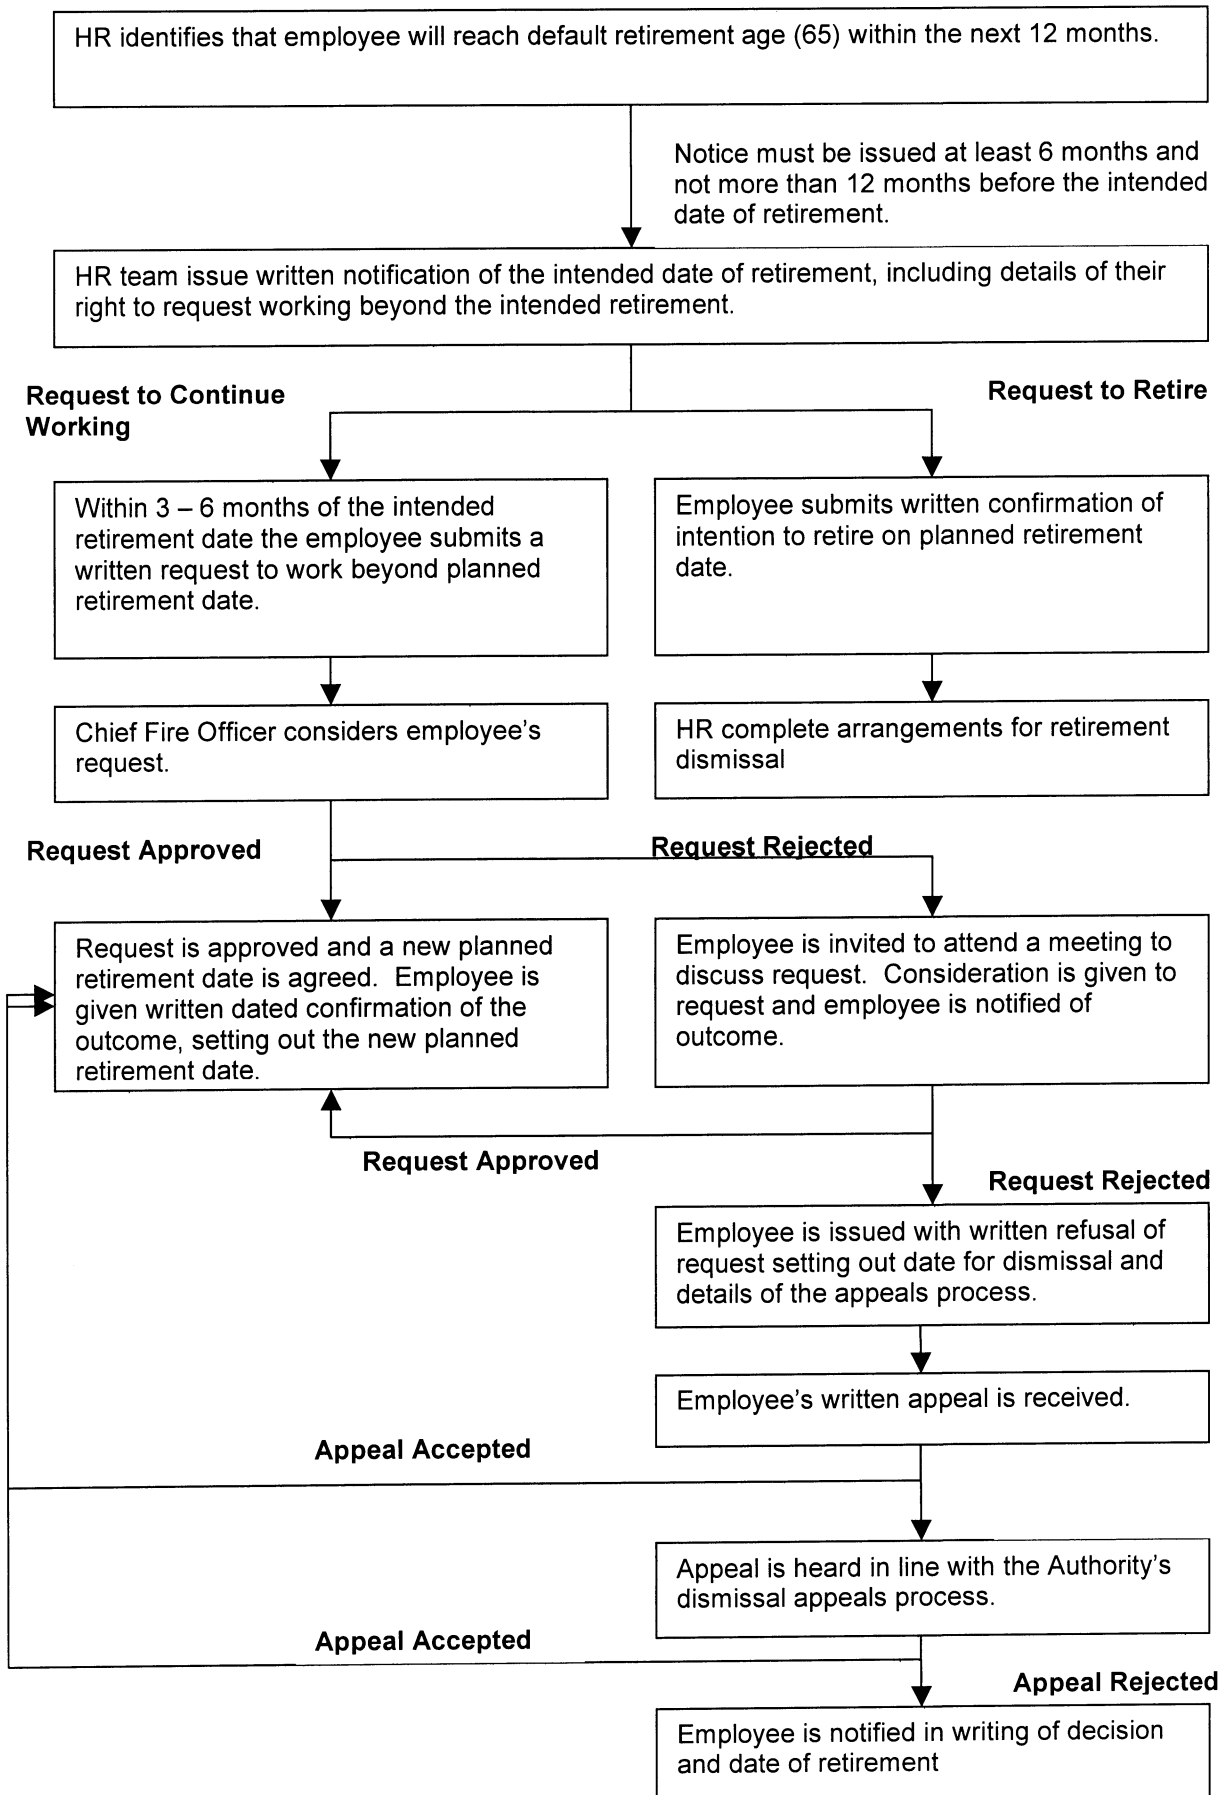 HR identifies that employee will reach default retirement age (65) within the next 12 months.
Notice must be issued at least 6 months and
not more than 12 months before the intended
date of retirement.
HR team issue written notification of the intended date of retirement, including details of their
right to request working beyond the intended retirement.
Request to Continue
Working
Request to Retire
Within 3 – 6 months of the intended
retirement date the employee submits a
written request to work beyond planned
retirement date.
Employee submits written confirmation of
intention to retire on planned retirement
date.
Chief Fire Officer considers employee's
request.
HR complete arrangements for retirement
dismissal
Request Approved
Request Rejected
Request is approved and a new planned
retirement date is agreed.  Employee is
given written dated confirmation of the
outcome, setting out the new planned
retirement date.
Employee is invited to attend a meeting to
discuss request.  Consideration is given to
request and employee is notified of
outcome.
Request Approved
Request Rejected
Employee is issued with written refusal of
request setting out date for dismissal and
details of the appeals process.
Employee's written appeal is received.
Appeal Accepted
Appeal is heard in line with the Authority's
dismissal appeals process.
Appeal Accepted
Appeal Rejected
Employee is notified in writing of decision
and date of retirement